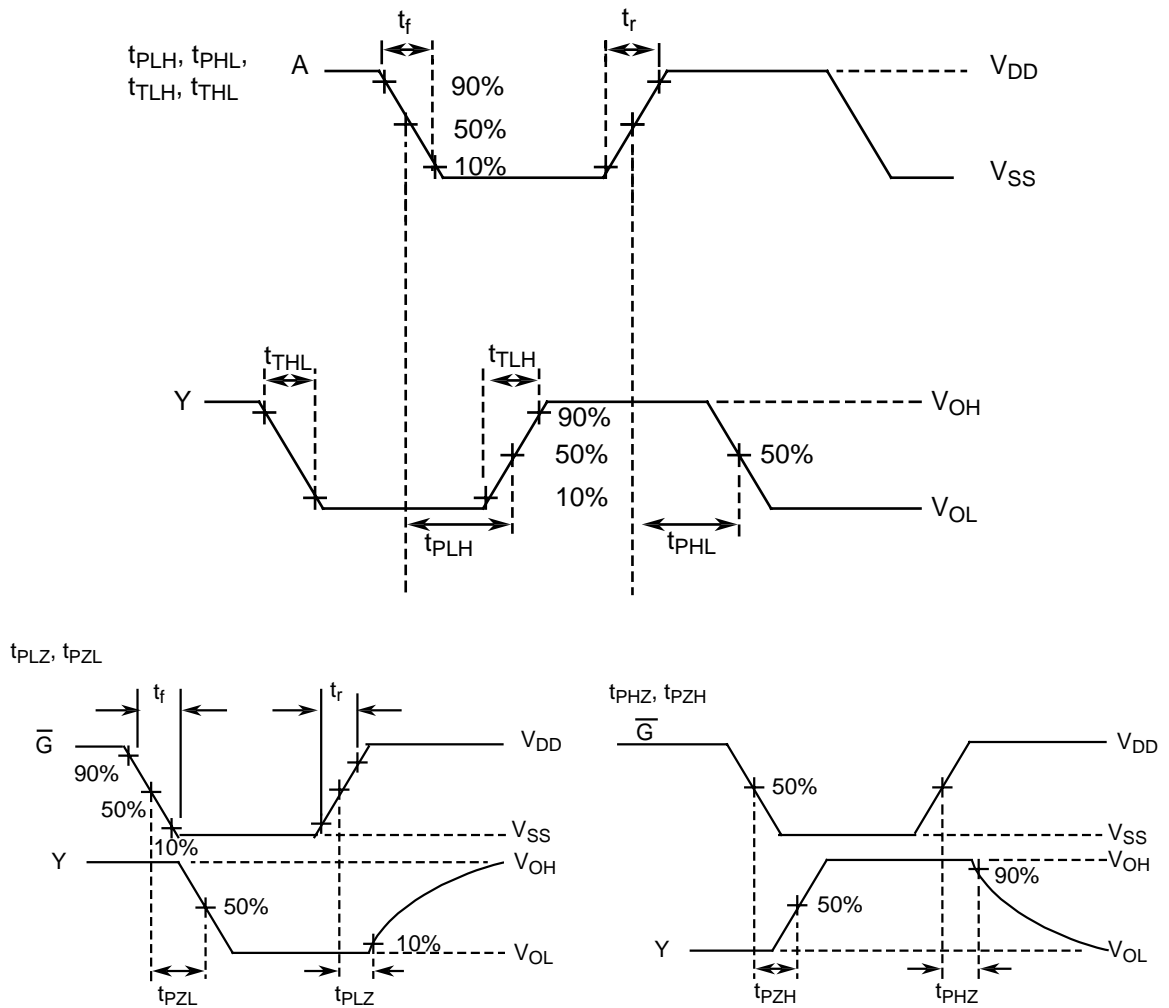 tPLH, tPHL,
tTLH, tTHL
tf
tr
A
90%
50%
10%
VDD
VSS
tTHL
tTLH
Y
90%
50%
10%
50%
VOH
VOL
tPLH
tPHL
tPLZ, tPZL
tf
tr
G
90%
50%
10%
VDD
VSS
Y
50%
10%
VOH
VOL
tPZL
tPLZ
tPHZ, tPZH
G
50%
VDD
VSS
VOH
90%
50%
Y
VOL
tPZH
tPHZ